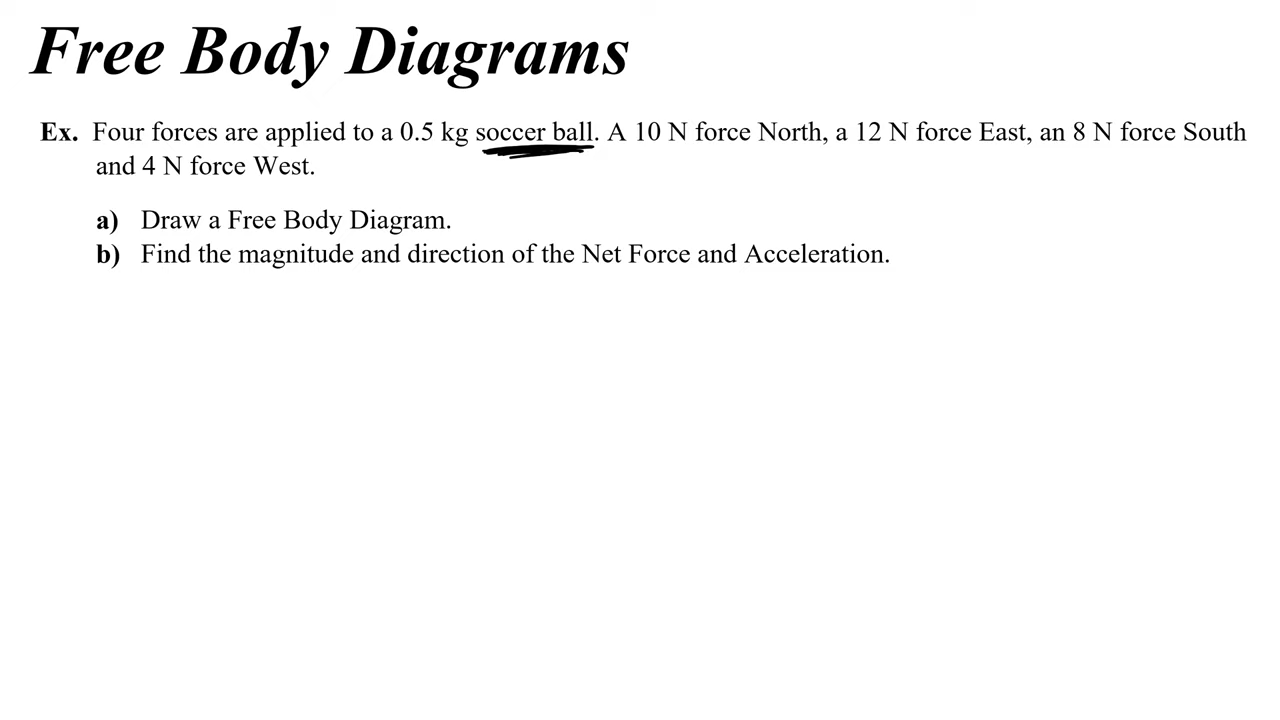 Free Body Diagrams
Ex. Four forces are applied to a 0.5 kg soccer ball. A 10 N force North, a 12 N force East, an 8 N force South
and 4 N force West.
a) Draw a Free Body Diagram.
b) Find the magnitude and direction of the Net Force and Acceleration.